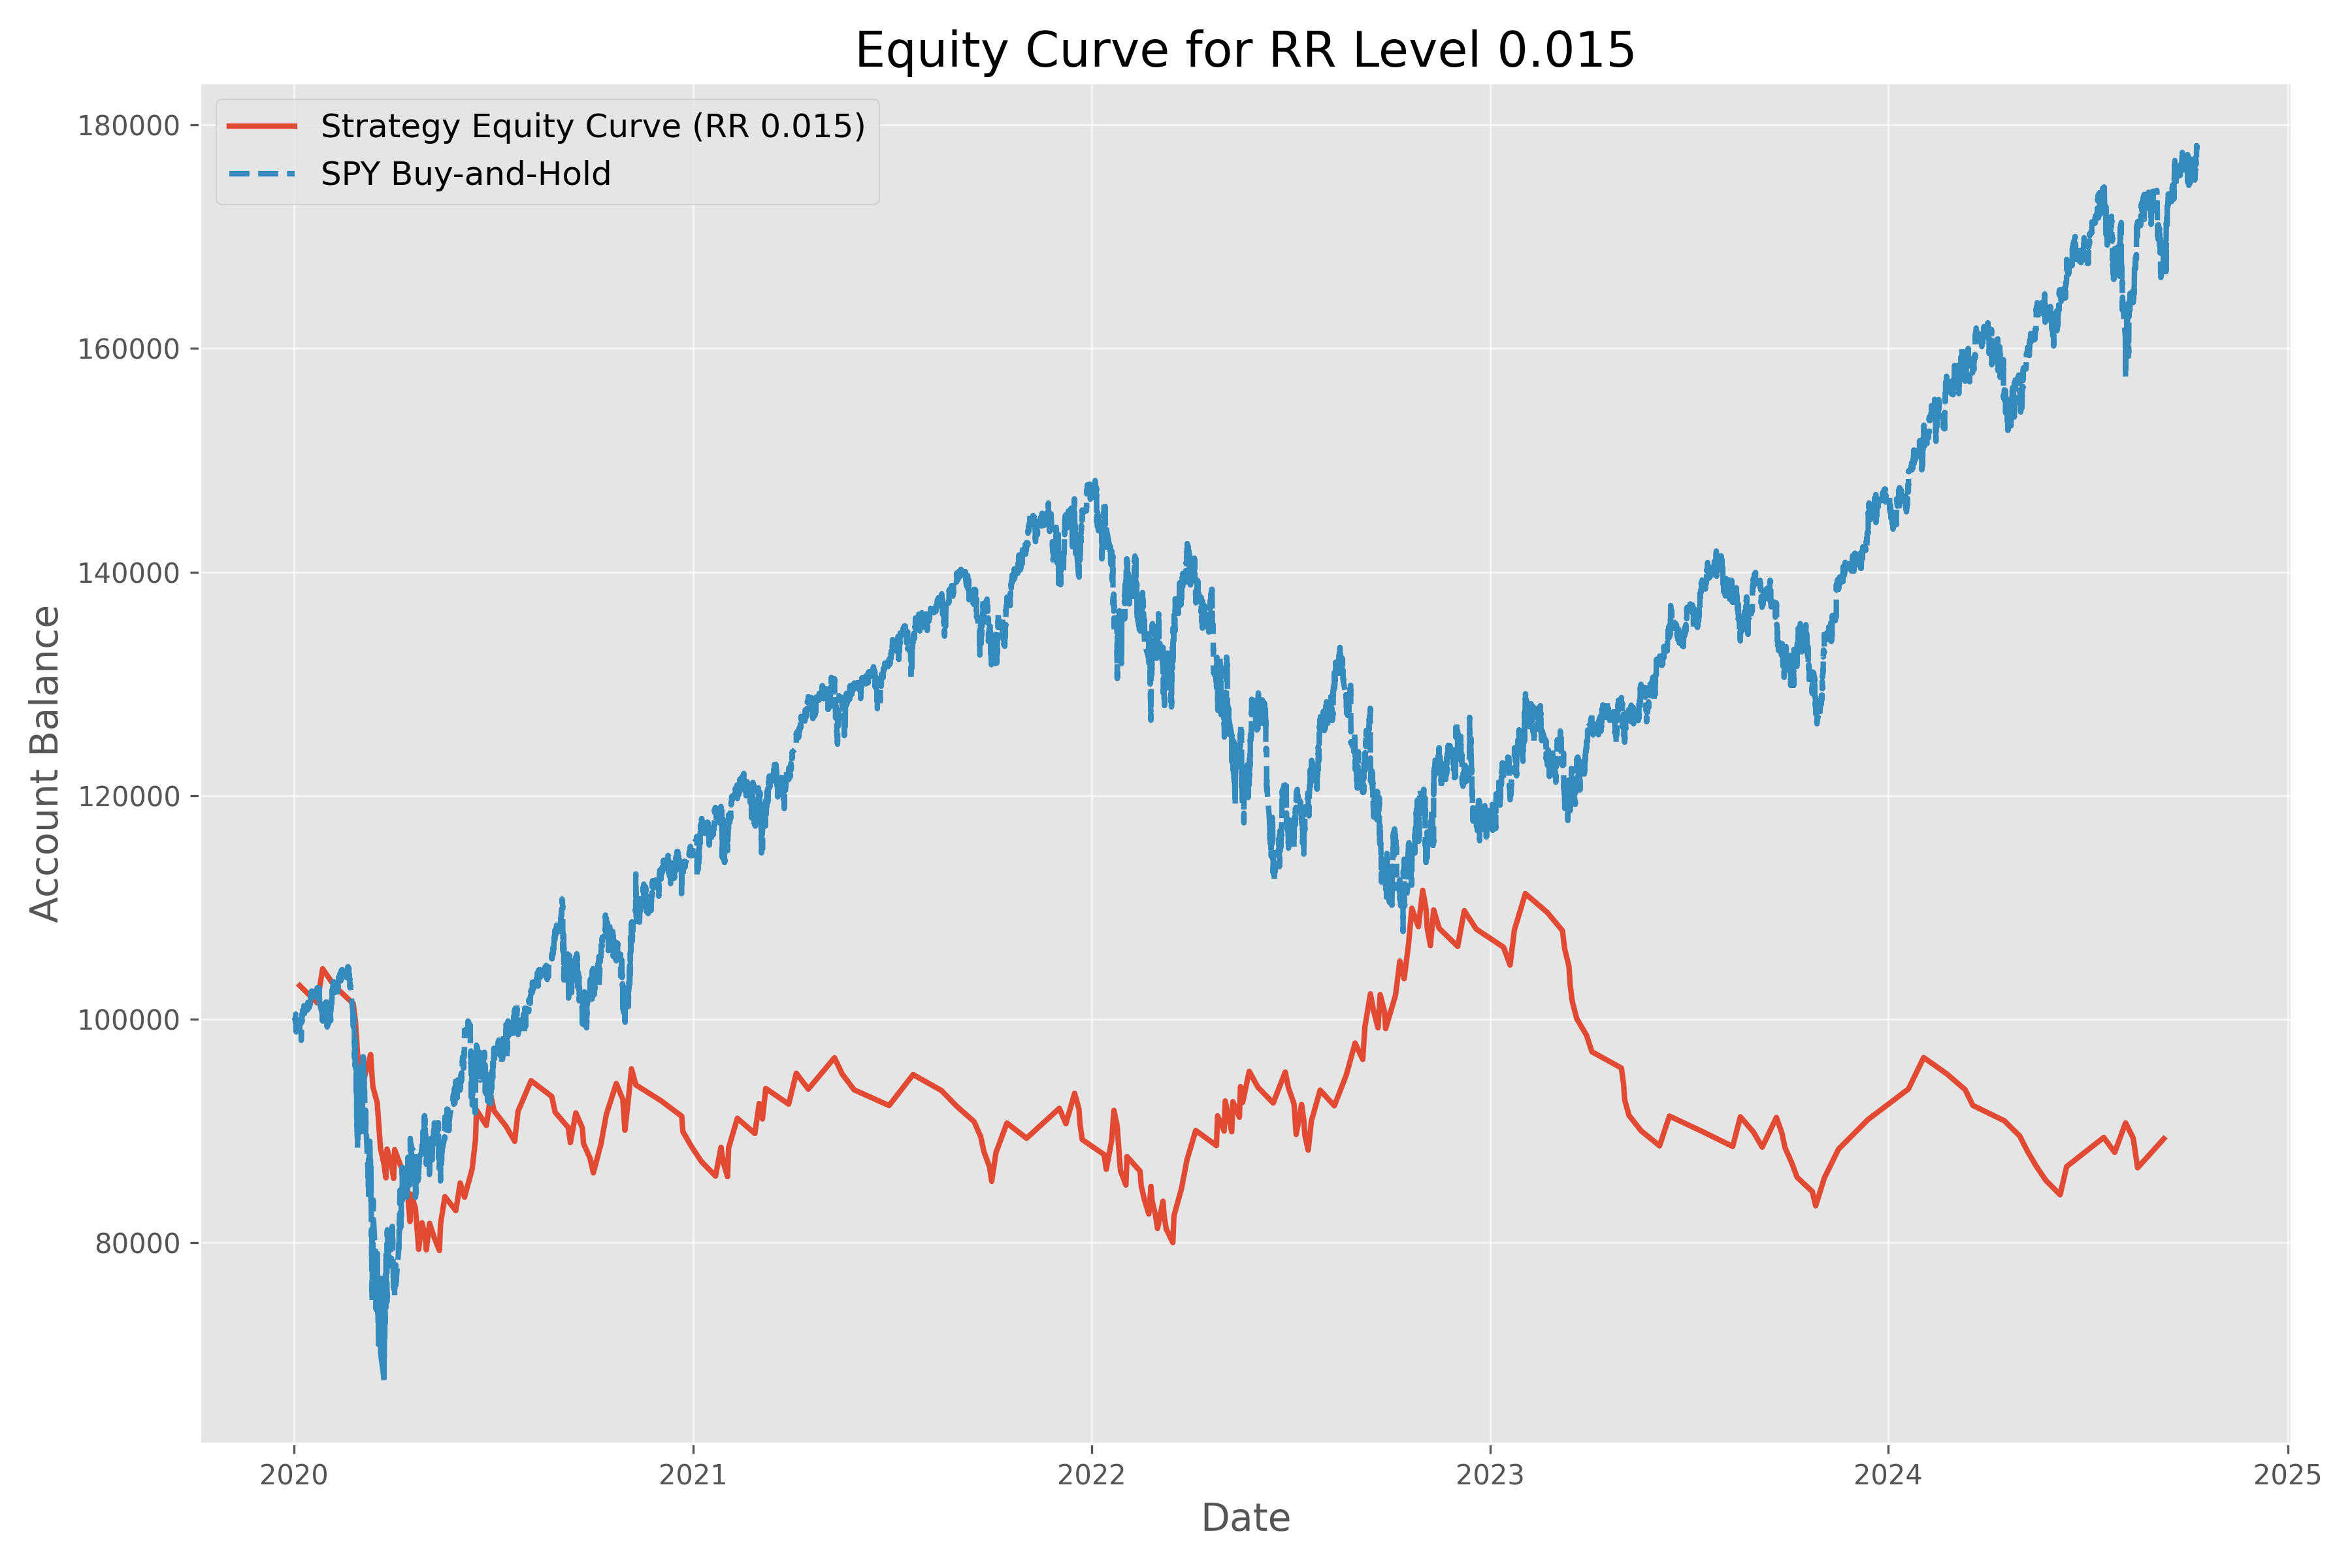 Equity Curve for RR Level 0.015
Strategy Equity Curve (RR 0.015)
SPY Buy-and-Hold
180000
160000
140000
120000
100000
80000
Account Balance
2020
2021
2022
2023
2024
2025
Date